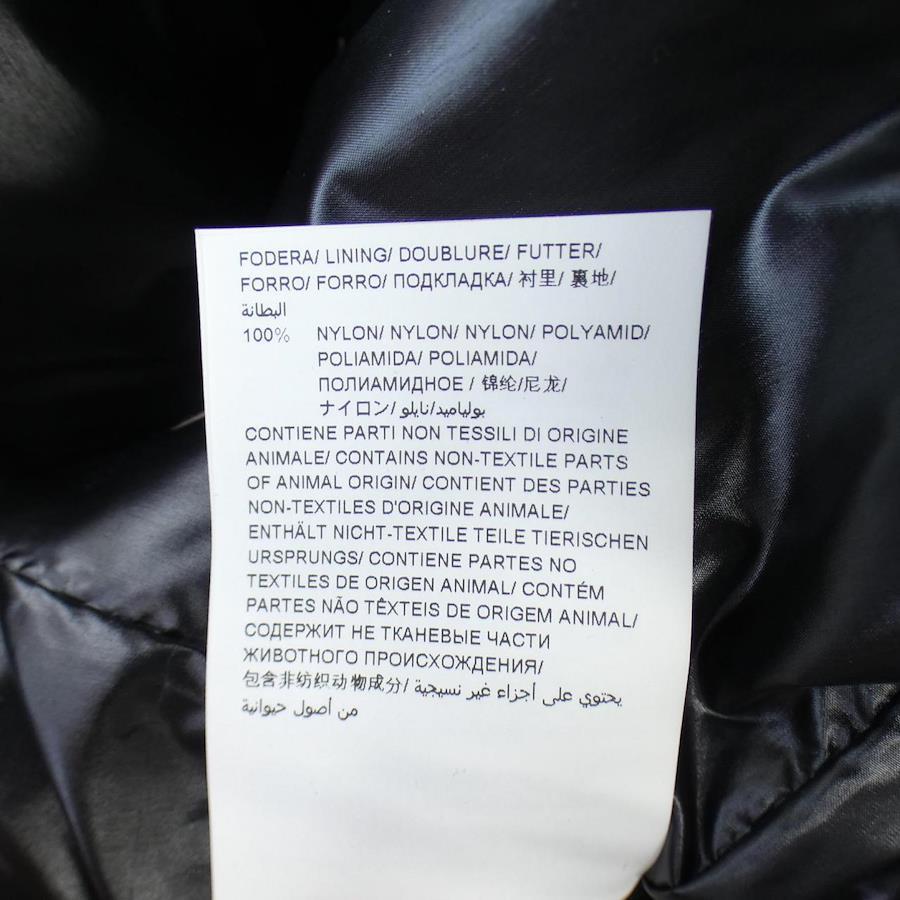 FODERA/ LINING/ DOUBLURE/ FUTTER/
FORRO/ FORRO/ ПОДКЛАДКА/ 衬里/ 裏地/
البطانة
100% NYLON/ NYLON/ NYLON/ POLYAMID/
POLIAMIDA/ POLIAMIDA/
ПОЛИАМИДНОЕ / 锦纶/尼龙/
ナイロン/ بولياميد/نايلو
CONTIENE PARTI NON TESSILI DI ORIGINE
ANIMALE/ CONTAINS NON-TEXTILE PARTS
OF ANIMAL ORIGIN/ CONTIENT DES PARTIES
NON-TEXTILES D'ORIGINE ANIMALE/
ENTHÄLT NICHT-TEXTILE TEILE TIERISCHEN
URSPRUNGS/ CONTIENE PARTES NO
TEXTILES DE ORIGEN ANIMAL/ CONTÉM
PARTES NÃO TÊXTEIS DE ORIGEM ANIMAL/
СОДЕРЖИТ НЕ ТКАНЕВЫЕ ЧАСТИ
ЖИВОТНОГО ПРОИСХОЖДЕНИЯ/
包含非纺织动物成分/ يحتوي على أجزاء غير نسيجية
من أصول حيوانية